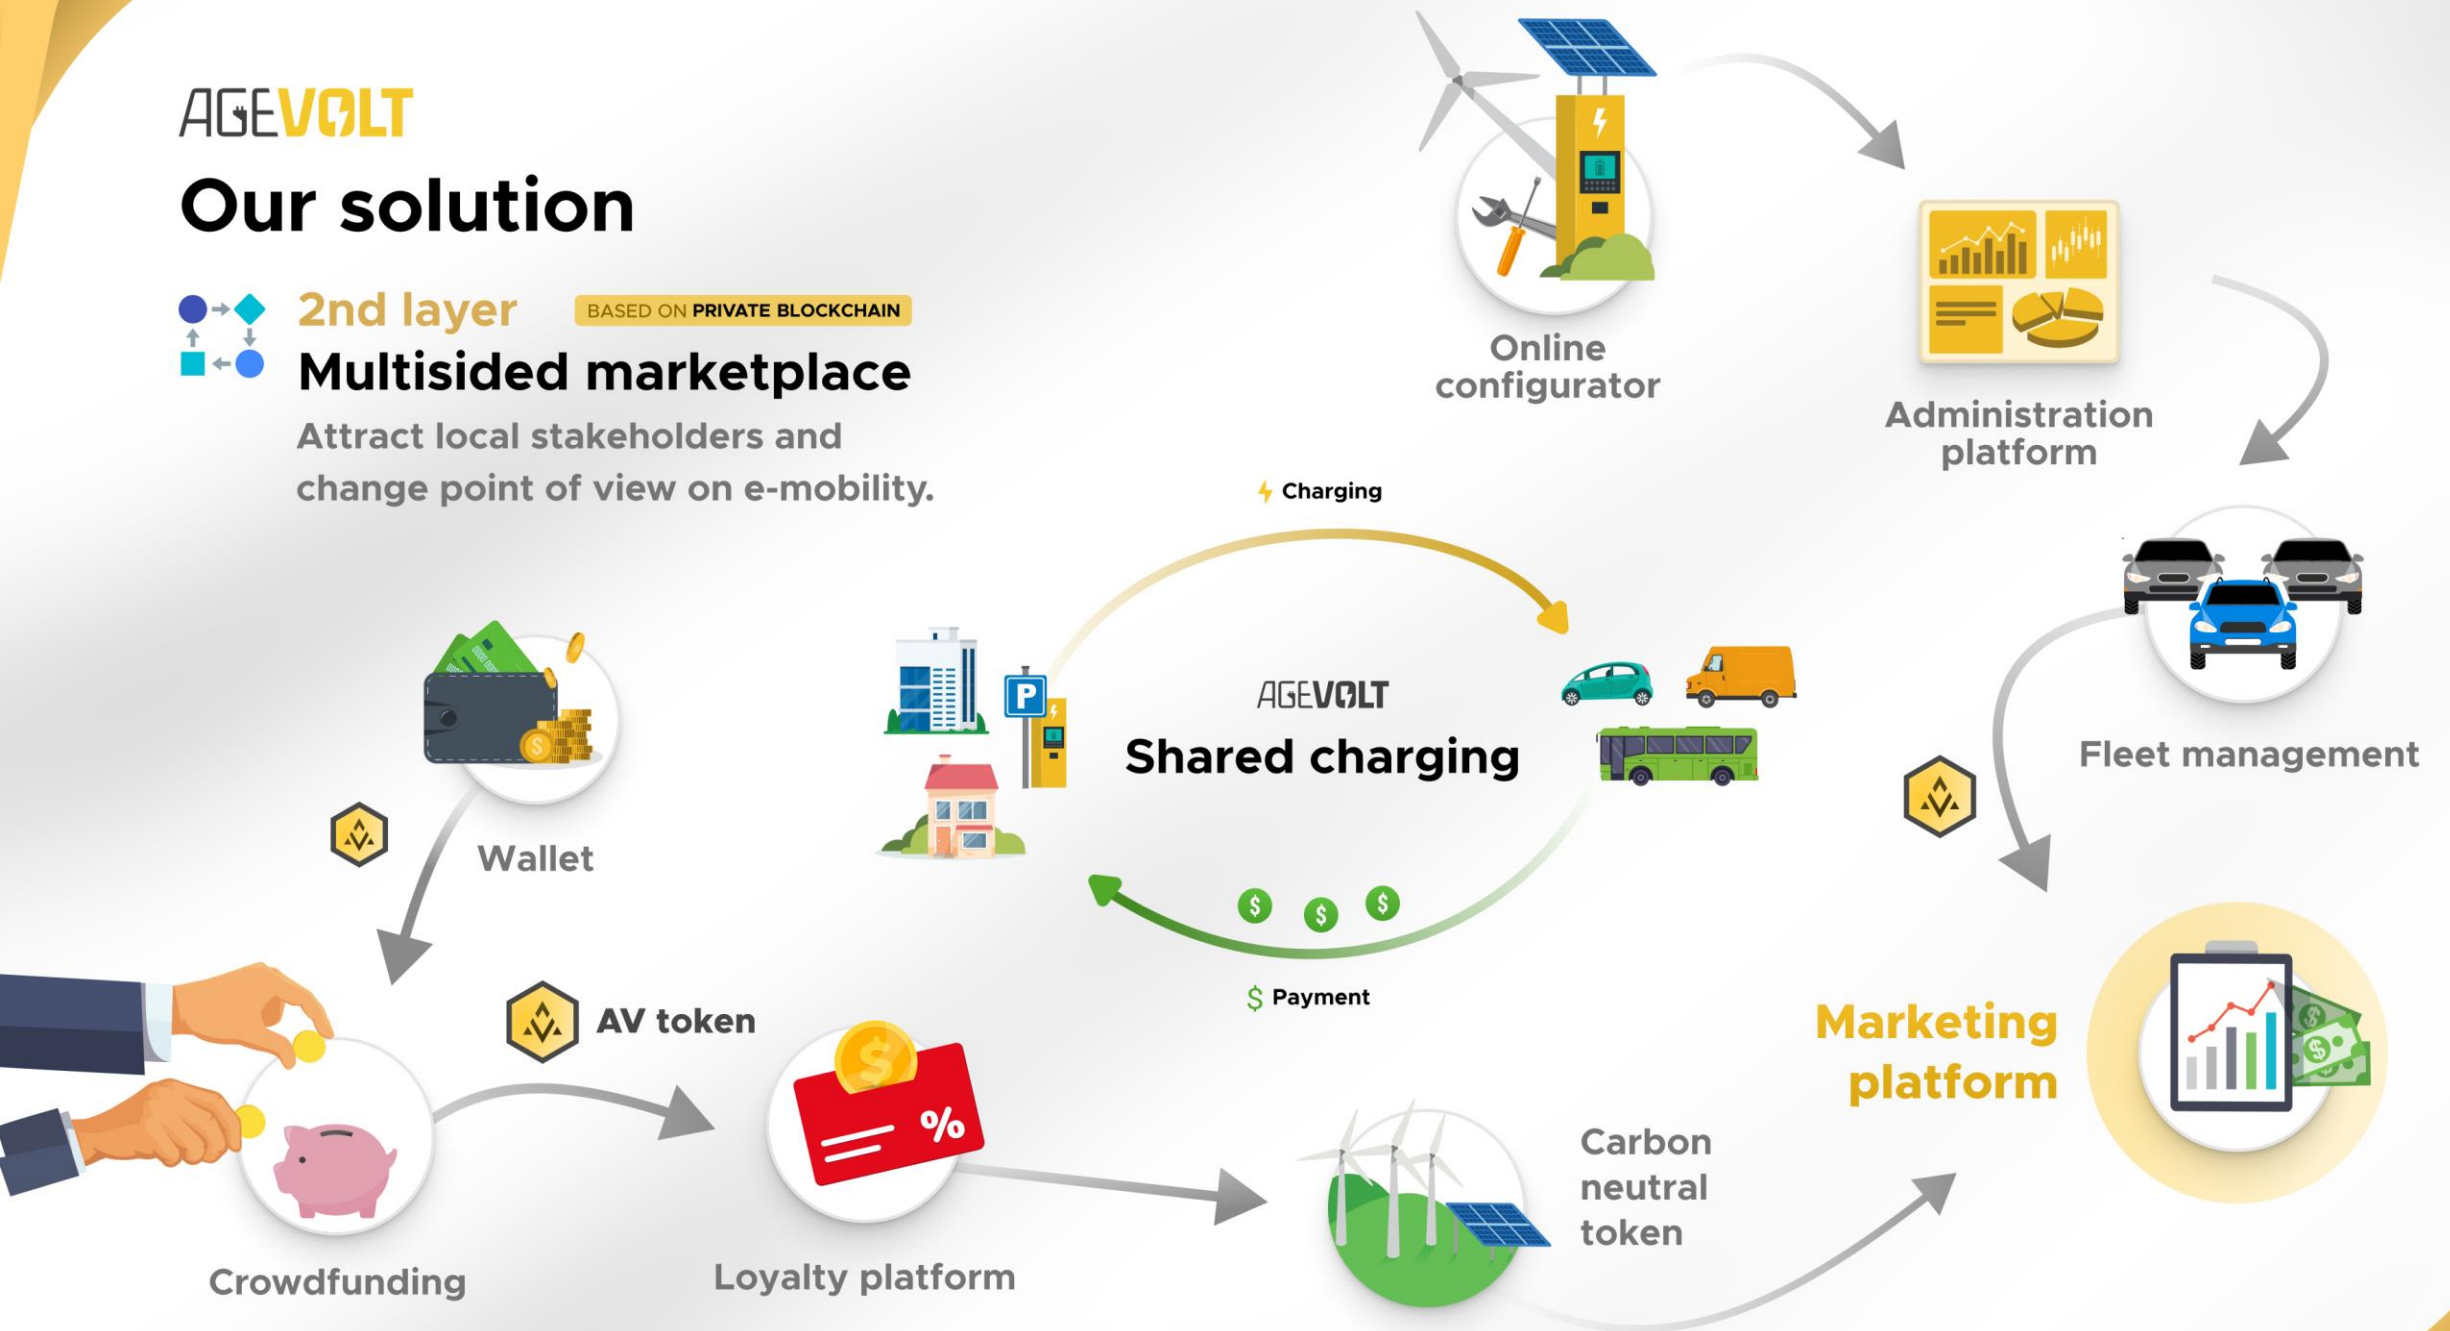 AGEVOLT
Our solution
2nd layer
BASED ON PRIVATE BLOCKCHAIN
Multisided marketplace
Attract local stakeholders and
change point of view on e-mobility.
Online
configurator
Administration
platform
Fleet management
Charging
P
AGEVOLT
Shared charging
$ $ $
$ Payment
$
Wallet
AV token
$
%
$
$
Crowdfunding
Loyalty platform
Carbon
neutral
token
Marketing
platform